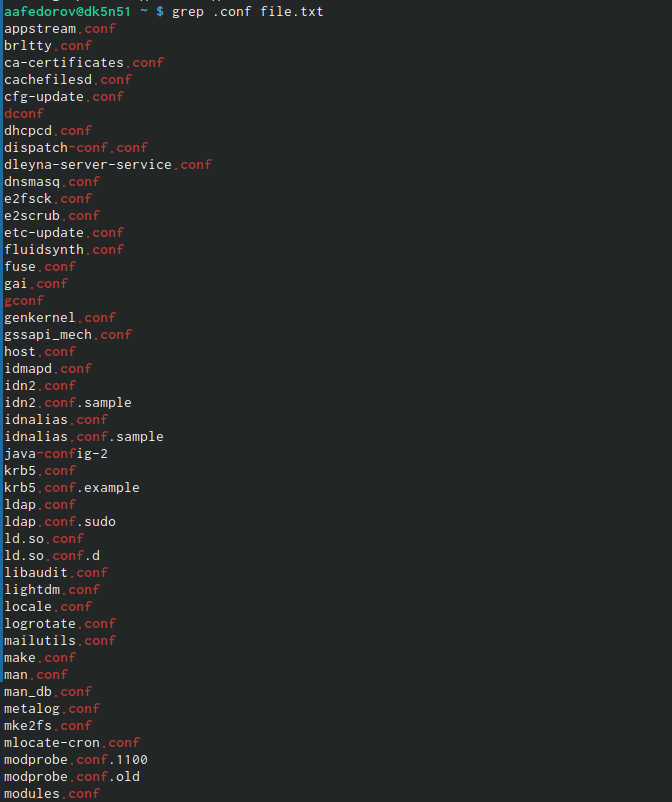 aafedorov@dk5n51 ~ $ grep .conf file.txt
appstream.conf
brltty.conf
ca-certificates.conf
cachefilesd.conf
cfg-update.conf
dconf
dhcpcd.conf
dispatch-conf.conf
dleyna-server-service.conf
dnsmasq.conf
e2fsck.conf
e2scrub.conf
etc-update.conf
fluidsynth.conf
fuse.conf
gai.conf
gconf
genkernel.conf
gssapi_mech.conf
host.conf
idmapd.conf
idn2.conf
idn2.conf.sample
idnalias.conf
idnalias.conf.sample
java-config-2
krb5.conf
krb5.conf.example
ldap.conf
ldap.conf.sudo
ld.so.conf
ld.so.conf.d
libaudit.conf
lightdm.conf
locale.conf
logrotate.conf
mailutils.conf
make.conf
man.conf
man_db.conf
metalog.conf
mke2fs.conf
mlocate-cron.conf
modprobe.conf.1100
modprobe.conf.old
modules.conf